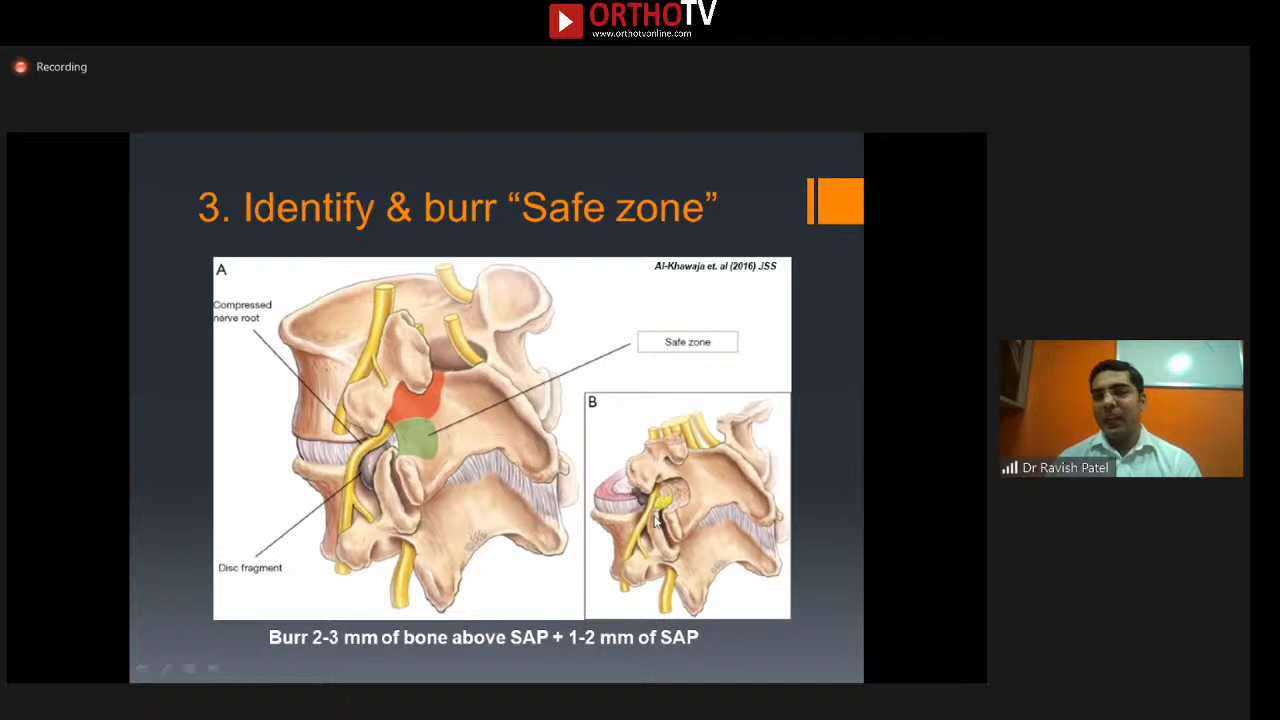 ORTHOTV
www.orthotvonline.com
Recording
3. Identify & burr “Safe zone”
A
Al-Khawaja et. al (2016) JSS
Compressed
nerve root
Safe zone
B
Disc fragment
Burr 2-3 mm of bone above SAP + 1-2 mm of SAP
Dr Ravish Patel